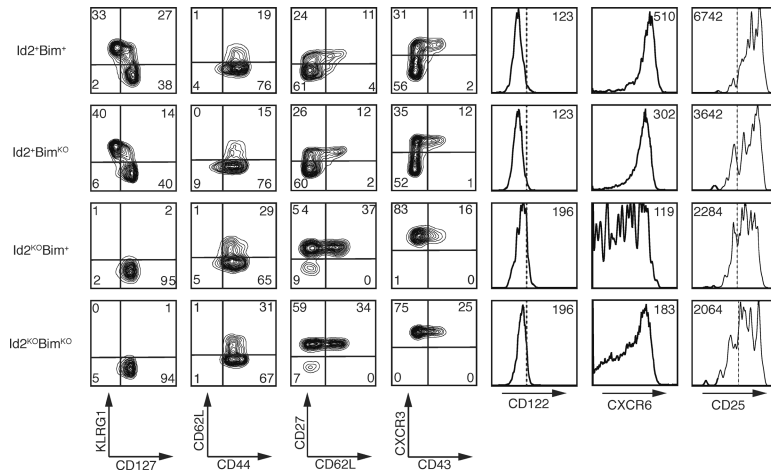 33 27 1 19 24 11 31 11 123 510 6742
Id2⁺Bim⁺
2 38 4 76 61 4 56 2
40 14 0 15 26 12 35 12 123 302 3642
Id2⁺Bimᴷᴼ
6 40 9 76 60 2 52 1
1 2 1 29 54 37 83 16 196 119 2284
Id2ᴷᴼBim⁺
2 95 5 65 9 0 1 0
0 1 1 31 59 34 75 25 196 183 2064
Id2ᴷᴼBimᴷᴼ
5 94 1 67 7 0 0 0
KLRG1 CD62L CD27 CXCR3
CD127 CD44 CD62L CD43 CD122 CXCR6 CD25